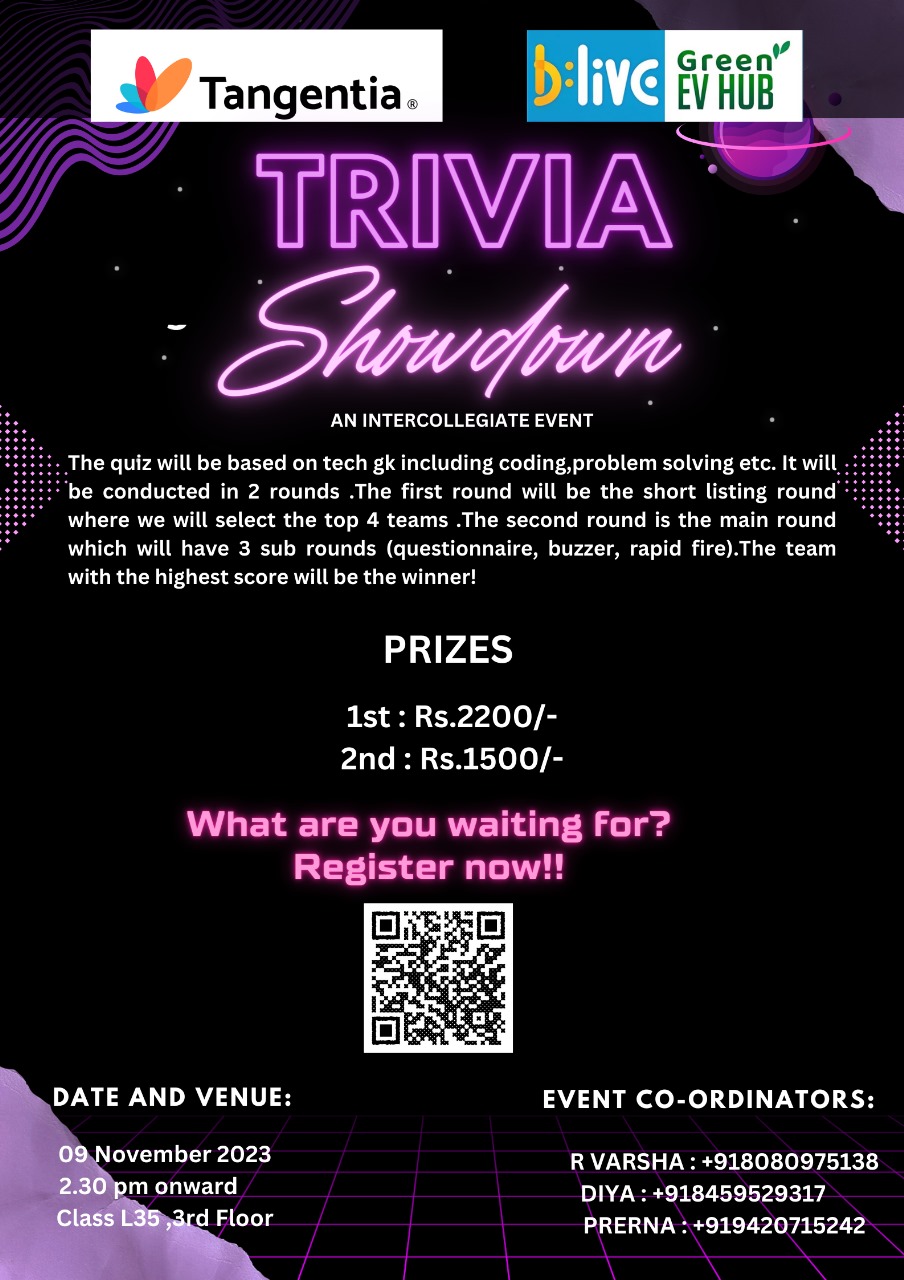 Tangentia ®
b:live Green EV HUB
TRIVIA
Showdown
AN INTERCOLLEGIATE EVENT
The quiz will be based on tech gk including coding,problem solving etc. It will
be conducted in 2 rounds .The first round will be the short listing round
where we will select the top 4 teams .The second round is the main round
which will have 3 sub rounds (questionnaire, buzzer, rapid fire).The team
with the highest score will be the winner!
PRIZES
1st : Rs.2200/-
2nd : Rs.1500/-
What are you waiting for?
Register now!!
DATE AND VENUE:
09 November 2023
2.30 pm onward
Class L35 ,3rd Floor
EVENT CO-ORDINATORS:
R VARSHA : +918080975138
DIYA : +918459529317
PRERNA : +919420715242